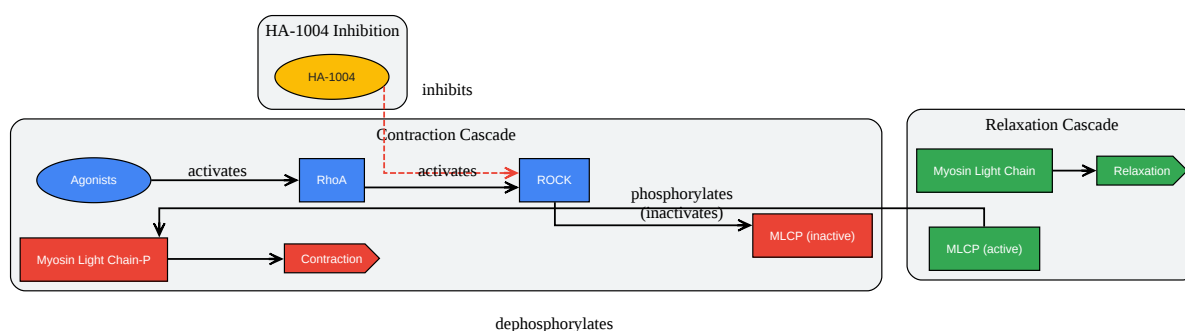 HA-1004 Inhibition
HA-1004
inhibits
Contraction Cascade
Relaxation Cascade
Agonists
activates
RhoA
activates
ROCK
Myosin Light Chain
Relaxation
phosphorylates
(inactivates)
MLCP (inactive)
MLCP (active)
Myosin Light Chain-P
Contraction
dephosphorylates